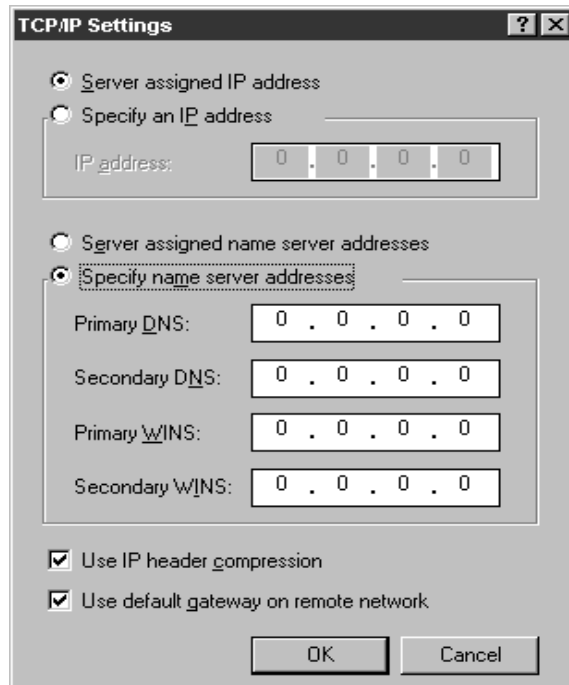 TCP/IP Settings
Server assigned IP address
Specify an IP address
IP address: 0 . 0 . 0 . 0
Server assigned name server addresses
Specify name server addresses
Primary DNS: 0 . 0 . 0 . 0
Secondary DNS: 0 . 0 . 0 . 0
Primary WINS: 0 . 0 . 0 . 0
Secondary WINS: 0 . 0 . 0 . 0
Use IP header compression
Use default gateway on remote network
OK Cancel